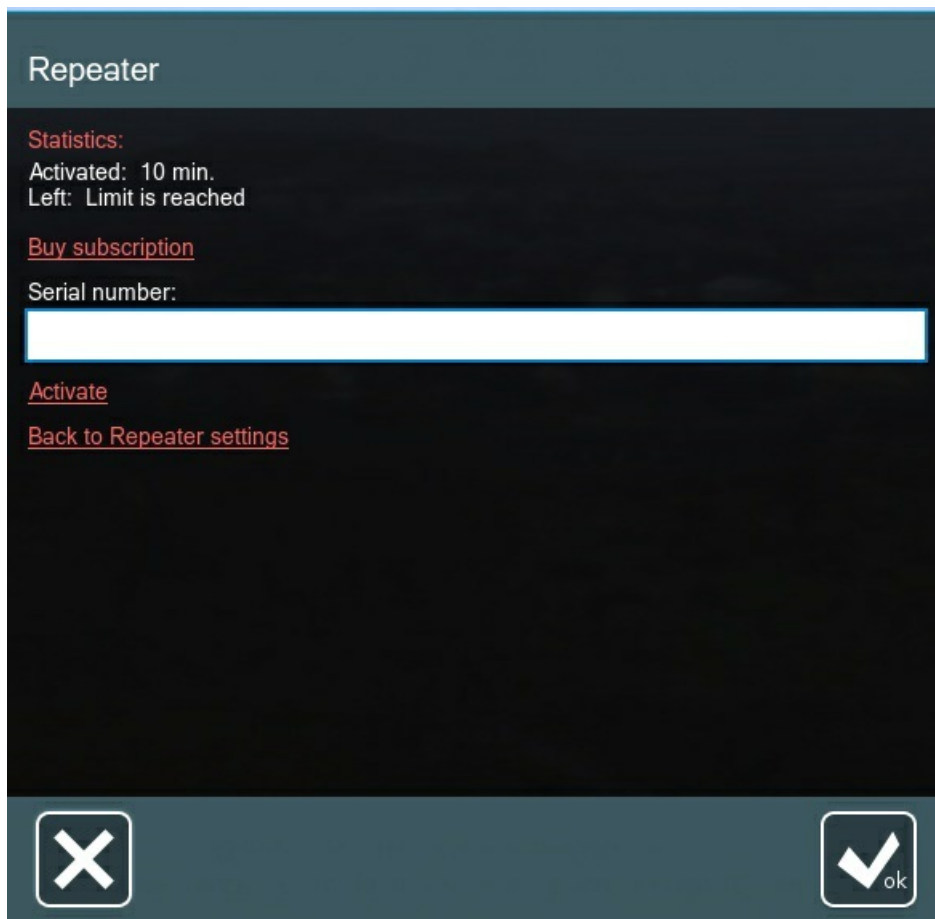 Repeater
Statistics:
Activated:  10 min.
Left:  Limit is reached
Buy subscription
Serial number:
Activate
Back to Repeater settings
ok